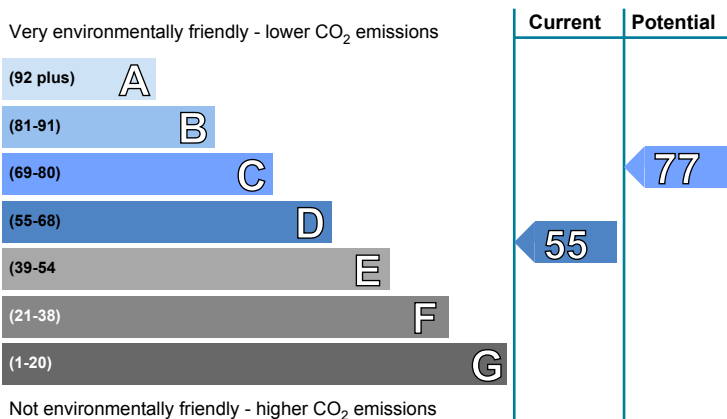 Current Potential
Very environmentally friendly - lower CO2 emissions
(92 plus) A
(81-91) B
(69-80) C 77
(55-68) D 55
(39-54 E
(21-38) F
(1-20) G
Not environmentally friendly - higher CO2 emissions